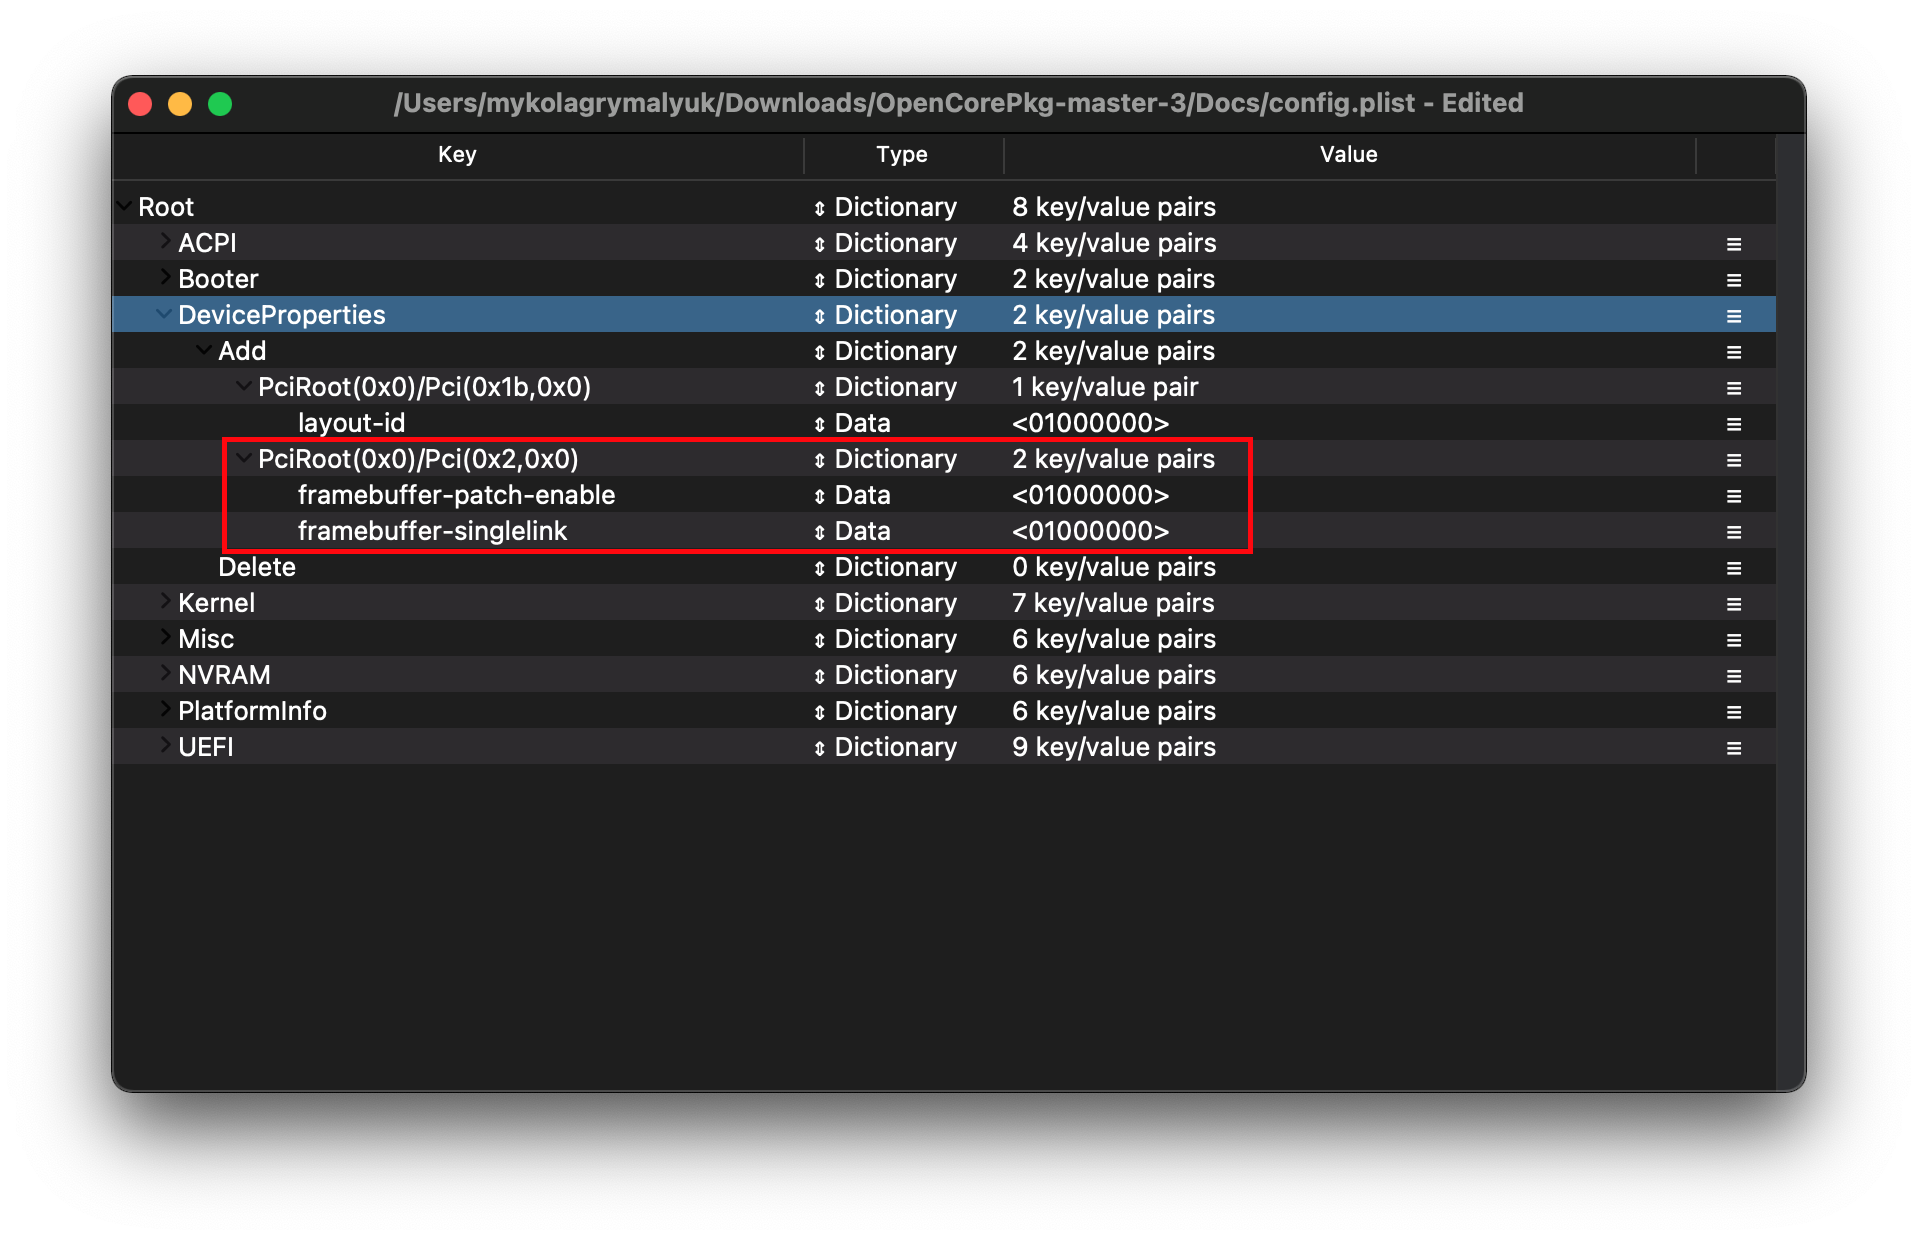 /Users/mykolagrymalyuk/Downloads/OpenCorePkg-master-3/Docs/config.plist - Edited
Key Type Value
Root Dictionary 8 key/value pairs
ACPI Dictionary 4 key/value pairs
Booter Dictionary 2 key/value pairs
DeviceProperties Dictionary 2 key/value pairs
Add Dictionary 2 key/value pairs
PciRoot(0x0)/Pci(0x1b,0x0) Dictionary 1 key/value pair
layout-id Data <01000000>
PciRoot(0x0)/Pci(0x2,0x0) Dictionary 2 key/value pairs
framebuffer-patch-enable Data <01000000>
framebuffer-singlelink Data <01000000>
Delete Dictionary 0 key/value pairs
Kernel Dictionary 7 key/value pairs
Misc Dictionary 6 key/value pairs
NVRAM Dictionary 6 key/value pairs
PlatformInfo Dictionary 6 key/value pairs
UEFI Dictionary 9 key/value pairs